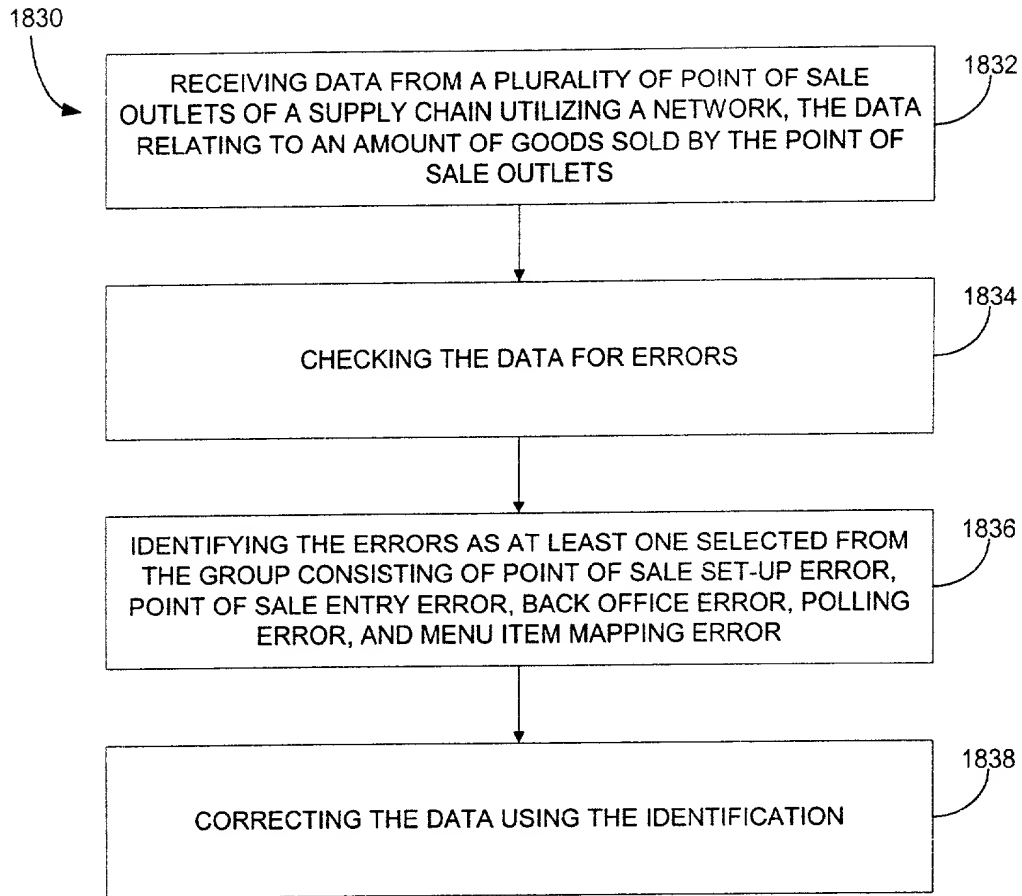 1830
RECEIVING DATA FROM A PLURALITY OF POINT OF SALE
OUTLETS OF A SUPPLY CHAIN UTILIZING A NETWORK, THE DATA
RELATING TO AN AMOUNT OF GOODS SOLD BY THE POINT OF
SALE OUTLETS
1832
CHECKING THE DATA FOR ERRORS
1834
IDENTIFYING THE ERRORS AS AT LEAST ONE SELECTED FROM
THE GROUP CONSISTING OF POINT OF SALE SET-UP ERROR,
POINT OF SALE ENTRY ERROR, BACK OFFICE ERROR, POLLING
ERROR, AND MENU ITEM MAPPING ERROR
1836
CORRECTING THE DATA USING THE IDENTIFICATION
1838